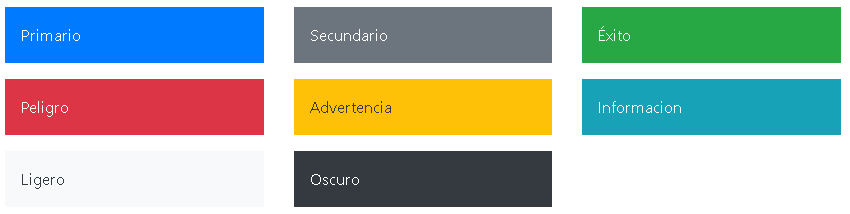 Primario
Secundario
Éxito
Peligro
Advertencia
Informacion
Ligero
Oscuro